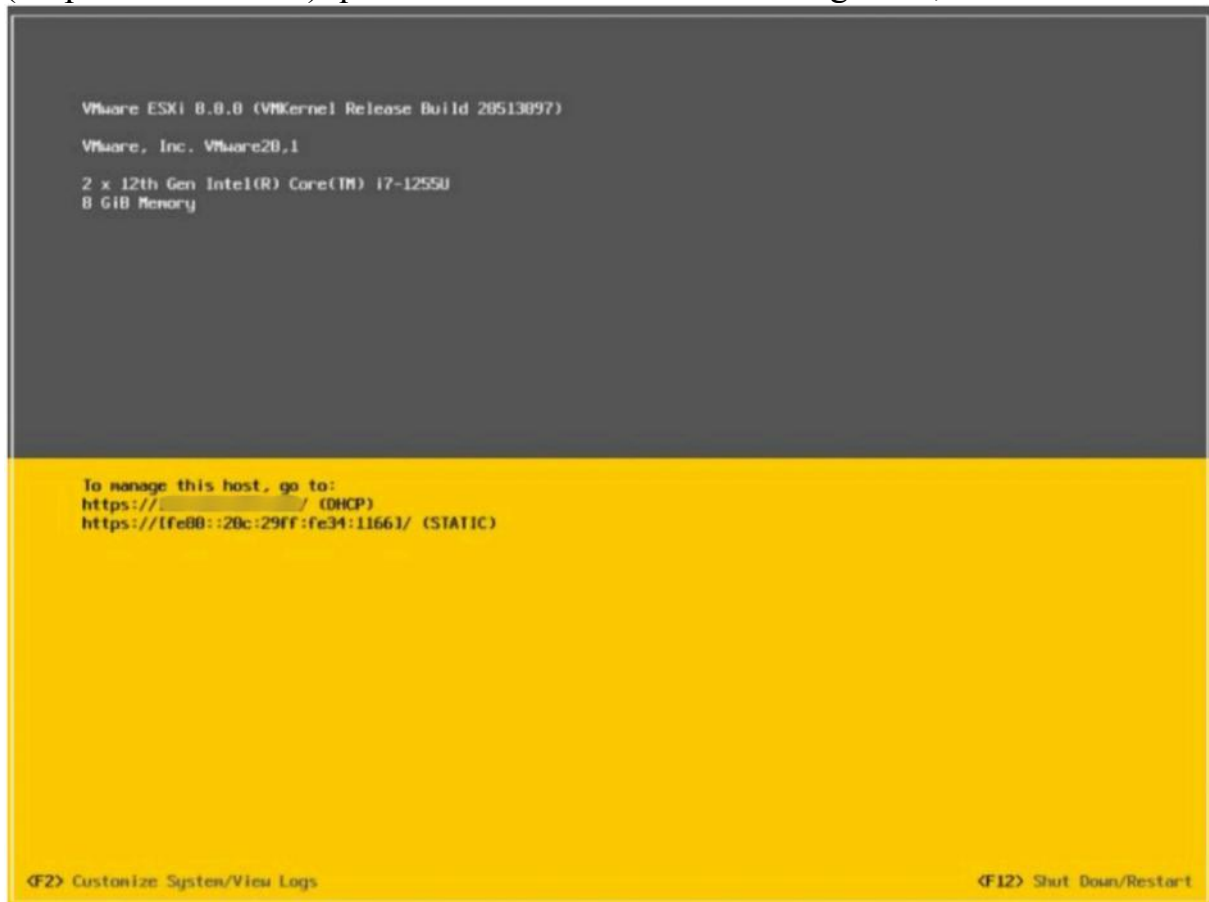 VMware ESXi 8.0.0 (VMKernel Release Build 20513097)
VMware, Inc. VMware20,1
2 x 12th Gen Intel(R) Core(TM) i7-1255U
8 GiB Memory
To manage this host, go to:
https:// / (DHCP)
https://[fe80::20c:29ff:fe34:1166]/ (STATIC)
<F2> Customize System/View Logs
<F12> Shut Down/Restart